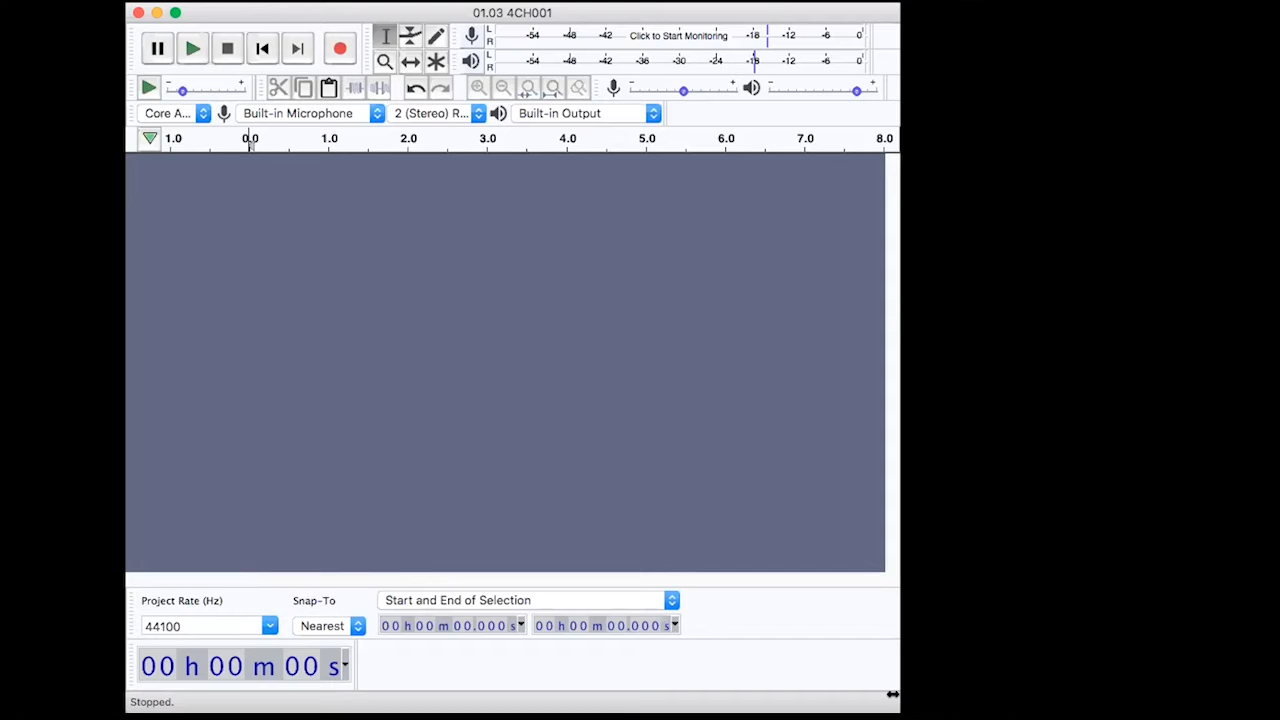 01.03 4CH001
L
R
-54 -48 -42 Click to Start Monitoring -18 -12 -6 0
L
R
-54 -48 -42 -36 -30 -24 -18 -12 -6 0
- + - + - +
Core A... Built-in Microphone 2 (Stereo) R... Built-in Output
1.0 0.0 1.0 2.0 3.0 4.0 5.0 6.0 7.0 8.0
Project Rate (Hz) Snap-To Start and End of Selection
44100 Nearest 00 h 00 m 00.000 s 00 h 00 m 00.000 s
00 h 00 m 00 s
Stopped.